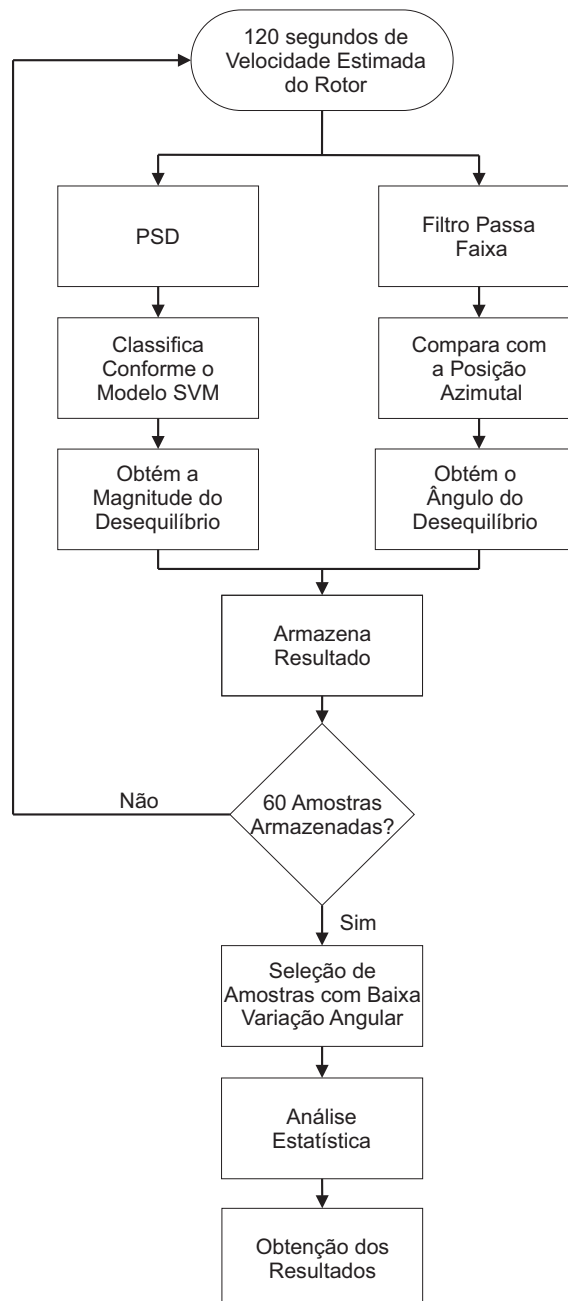 120 segundos de
Velocidade Estimada
do Rotor
PSD
Filtro Passa
Faixa
Classifica
Conforme o
Modelo SVM
Compara com
a Posição
Azimutal
Obtém a
Magnitude do
Desequilíbrio
Obtém o
Ângulo do
Desequilíbrio
Armazena
Resultado
60 Amostras
Armazenadas?
Não
Sim
Seleção de
Amostras com Baixa
Variação Angular
Análise
Estatística
Obtenção dos
Resultados